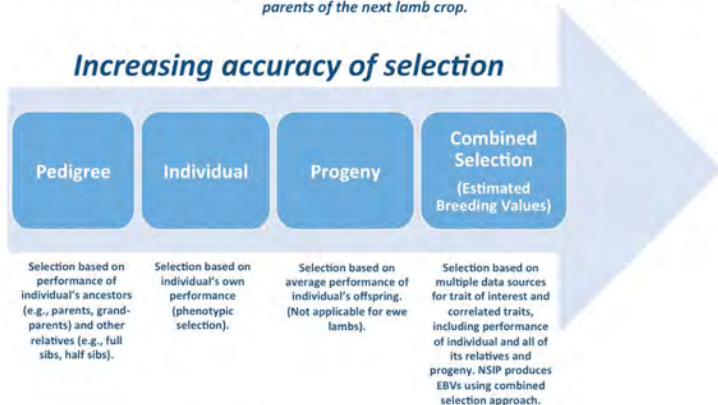 parents of the next lamb crop.
Increasing accuracy of selection
Pedigree
Individual
Progeny
Combined
Selection
(Estimated
Breeding Values)
Selection based on
performance of
individual's ancestors
(e.g., parents, grand-
parents) and other
relatives (e.g., full
sibs, half sibs).
Selection based on
individual's own
performance
(phenotypic
selection).
Selection based on
average performance of
individual's offspring.
(Not applicable for ewe
lambs).
Selection based on
multiple data sources
for trait of interest and
correlated traits,
including performance
of individual and all of
its relatives and
progeny. NSIP produces
EBVs using combined
selection approach.